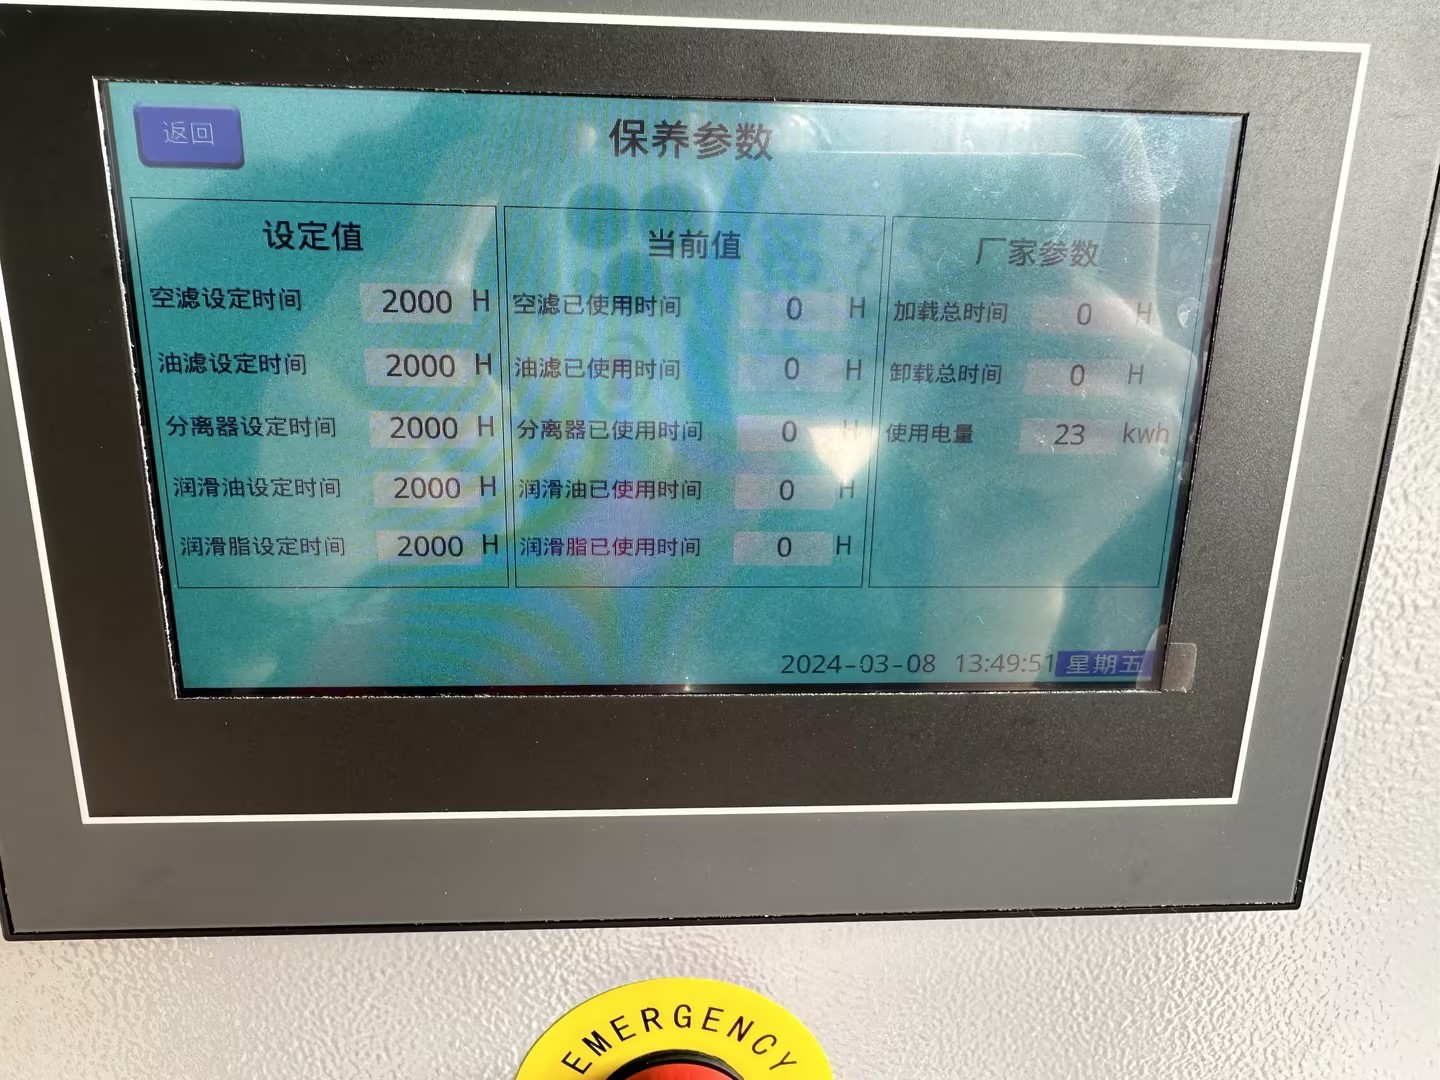 返回
保养参数
设定值
空滤设定时间 2000 H
油滤设定时间 2000 H
分离器设定时间 2000 H
润滑油设定时间 2000 H
润滑脂设定时间 2000 H
当前值
空滤已使用时间 0 H
油滤已使用时间 0 H
分离器已使用时间 0 H
润滑油已使用时间 0 H
润滑脂已使用时间 0 H
厂家参数
加载总时间 0 H
卸载总时间 0 H
使用电量 23 kwh
2024-03-08 13:49:51 星期五
EMERGENCY